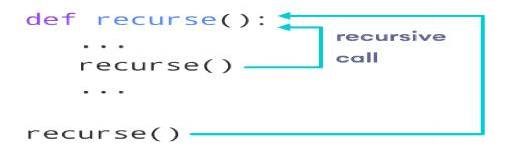 def recurse():
...
recurse()
...
recurse()
recursive
call